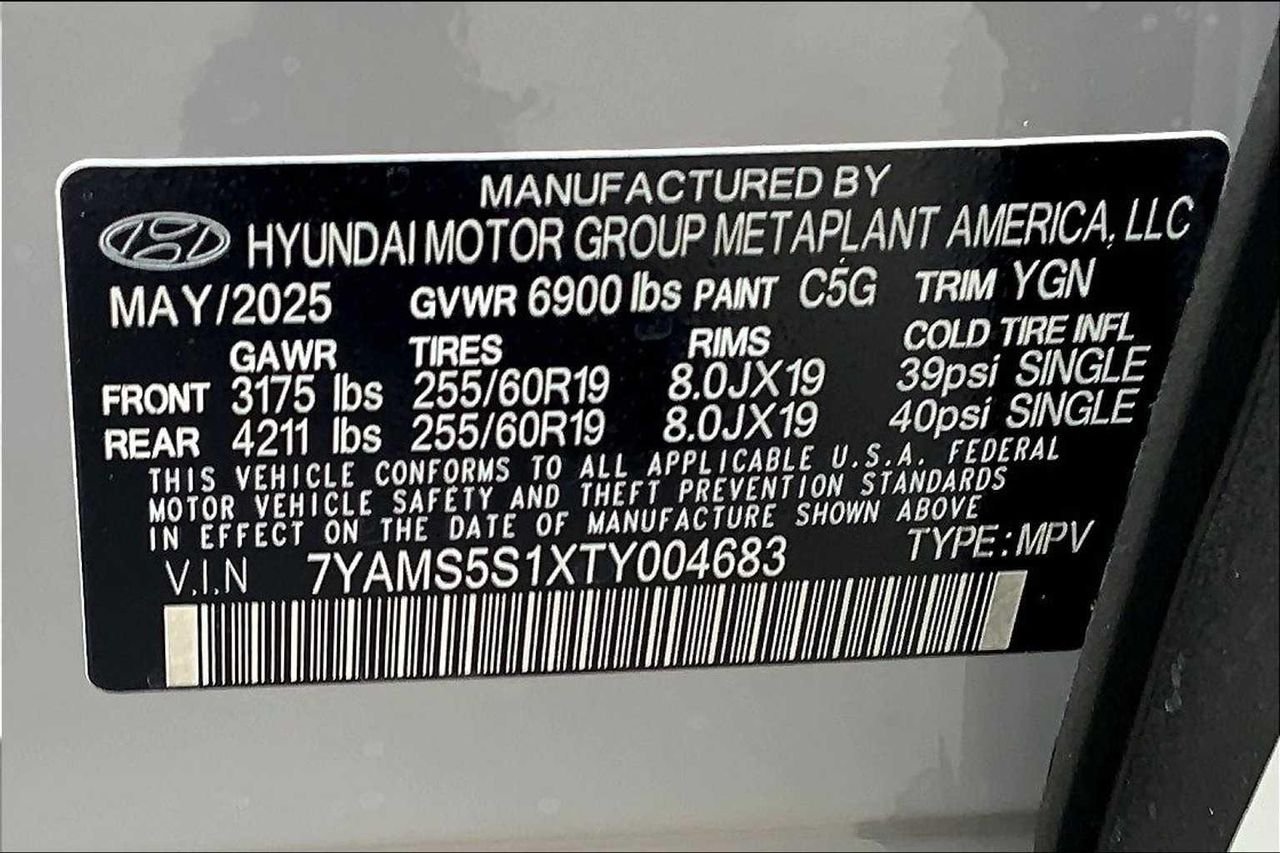 MANUFACTURED BY
HYUNDAI MOTOR GROUP METAPLANT AMERICA, LLC
MAY/2025 GVWR 6900 lbs PAINT C5G TRIM YGN
GAWR TIRES RIMS COLD TIRE INFL
FRONT 3175 lbs 255/60R19 8.0JX19 39psi SINGLE
REAR 4211 lbs 255/60R19 8.0JX19 40psi SINGLE
THIS VEHICLE CONFORMS TO ALL APPLICABLE U.S.A. FEDERAL
MOTOR VEHICLE SAFETY AND THEFT PREVENTION STANDARDS
IN EFFECT ON THE DATE OF MANUFACTURE SHOWN ABOVE
V.I.N 7YAMS5S1XTY004683 TYPE:MPV